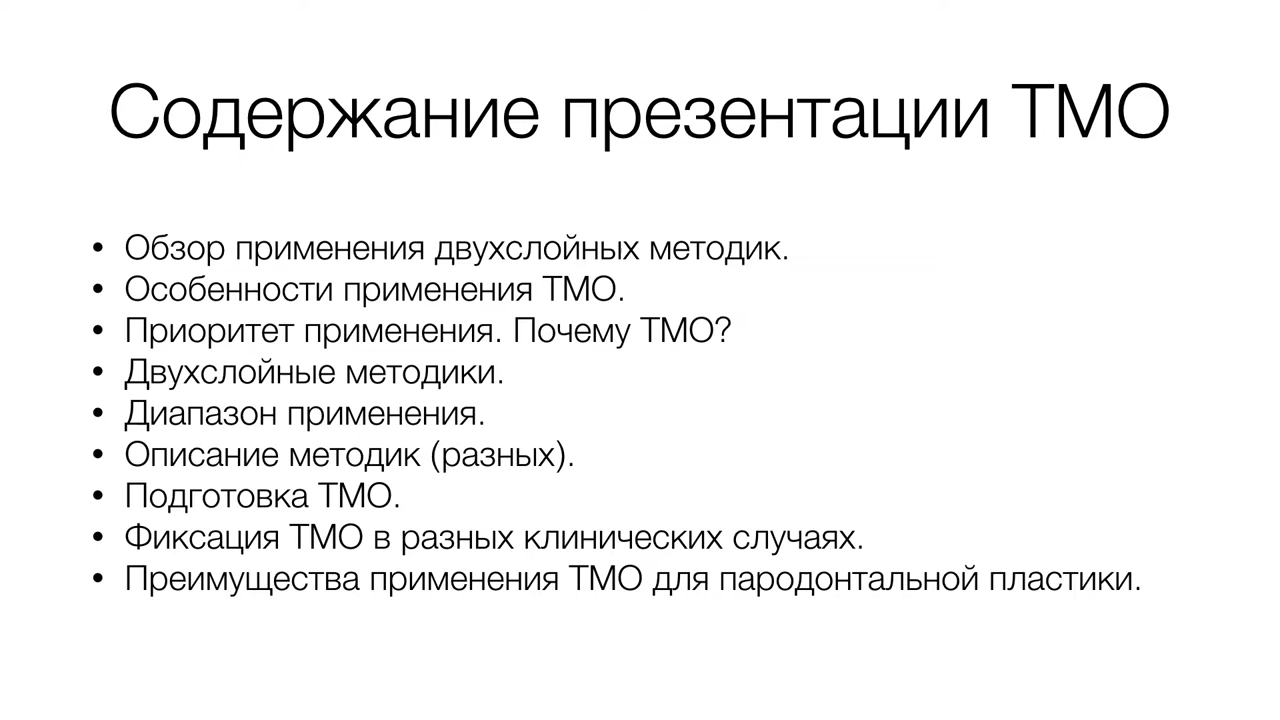 Содержание презентации ТМО
• Обзор применения двухслойных методик.
• Особенности применения ТМО.
• Приоритет применения. Почему ТМО?
• Двухслойные методики.
• Диапазон применения.
• Описание методик (разных).
• Подготовка ТМО.
• Фиксация ТМО в разных клинических случаях.
• Преимущества применения ТМО для пародонтальной пластики.